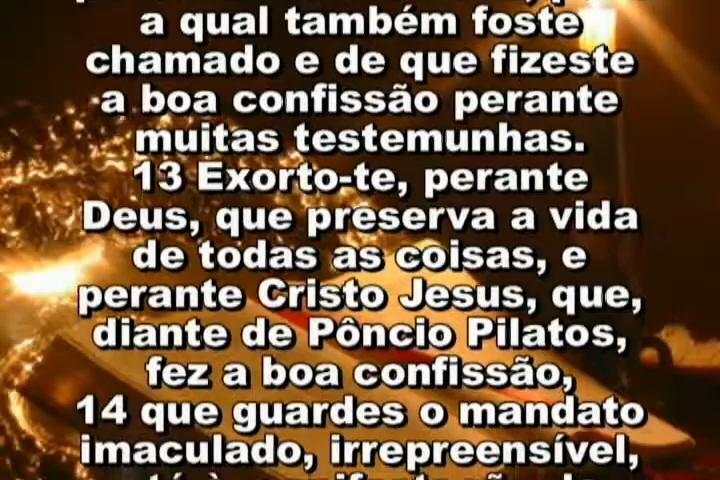 a qual também foste
chamado e de que fizeste
a boa confissão perante
muitas testemunhas.
13 Exorto-te, perante
Deus, que preserva a vida
de todas as coisas, e
perante Cristo Jesus, que,
diante de Pôncio Pilatos,
fez a boa confissão,
14 que guardes o mandato
imaculado, irrepreensível,